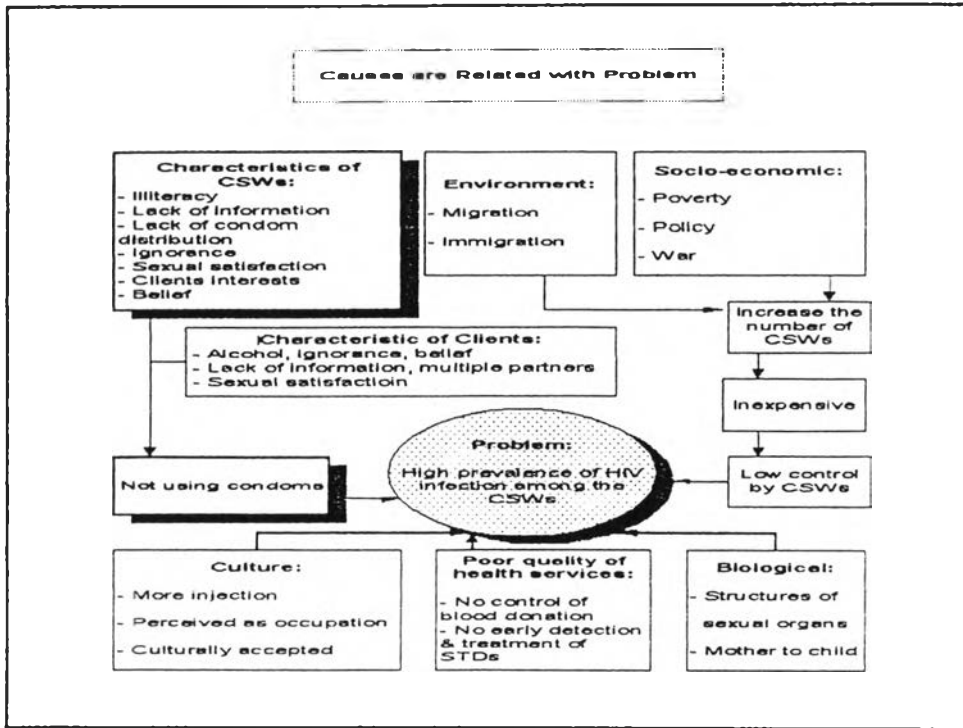 Causes are Related with Problem
Characteristics of
CSWs:
- Illiteracy
- Lack of Information
- Lack of condom
distribution
- Ignorance
- Sexual satisfaction
- Clients interests
- Belief
Environment:
- Migration
- Immigration
Socio-economic:
- Poverty
- Policy
- War
Increase the
number of
CSWs
Characteristic of Clients:
- Alcohol, ignorance, belief
- Lack of information, multiple partners
- Sexual satisfactioin
Inexpensive
Problem:
High prevalence of HIV
infection among the
CSWs
Not using condoms
Low control
by CSWs
Culture:
- More injection
- Perceived as occupation
- Culturally accepted
Poor quality of
health services:
- No control of
blood donation
- No early detection
& treatment of
STDs
Biological:
- Structures of
sexual organs
- Mother to child